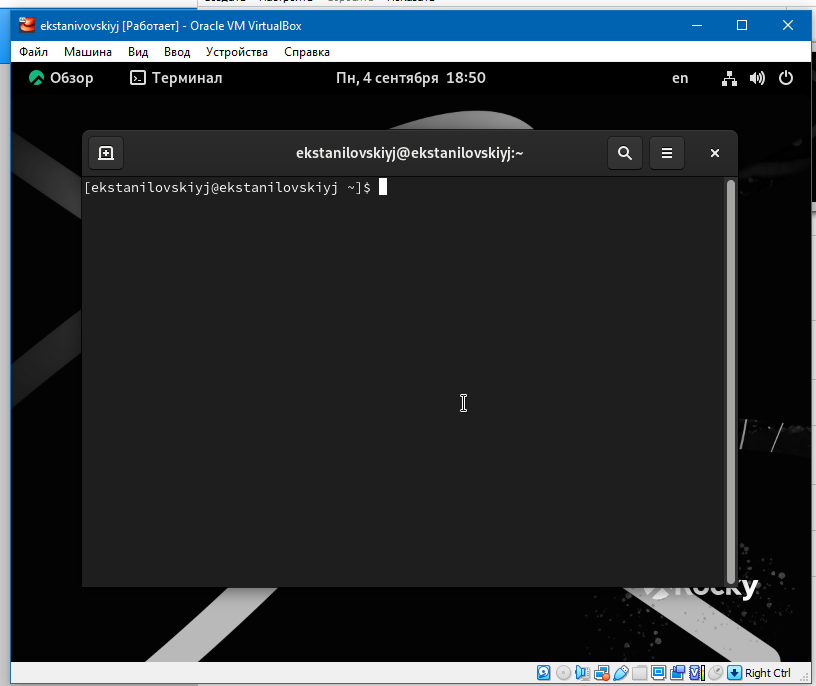 ekstanivovskiyj [Работает] - Oracle VM VirtualBox
Файл Машина Вид Ввод Устройства Справка
Обзор Терминал Пн, 4 сентября 18:50 en
ekstanilovskiyj@ekstanilovskiyj:~
[ekstanilovskiyj@ekstanilovskiyj ~]$
Rocky
Right Ctrl